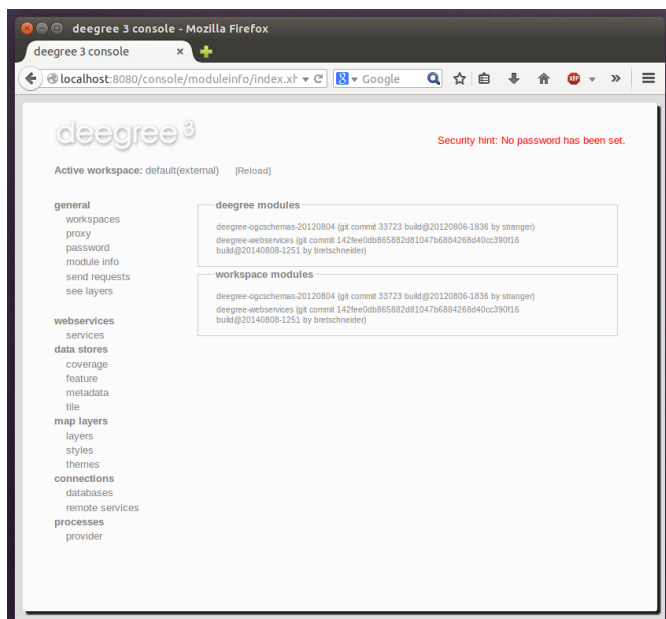 deegree 3 console - Mozilla Firefox
deegree 3 console
localhost:8080/console/moduleinfo/index.xh
Google
deegree 3
Security hint: No password has been set.
Active workspace: default(external) [Reload]
general
workspaces
proxy
password
module info
send requests
see layers
webservices
services
data stores
coverage
feature
metadata
tile
map layers
layers
styles
themes
connections
databases
remote services
processes
provider
deegree modules
deegree-ogcschemas-20120804 (git commit 33723 build@20120806-1836 by stranger)
deegree-webservices (git commit 142fee0db865882d81047b6884268d40cc390f16
build@20140808-1251 by bretschneider)
workspace modules
deegree-ogcschemas-20120804 (git commit 33723 build@20120806-1836 by stranger)
deegree-webservices (git commit 142fee0db865882d81047b6884268d40cc390f16
build@20140808-1251 by bretschneider)